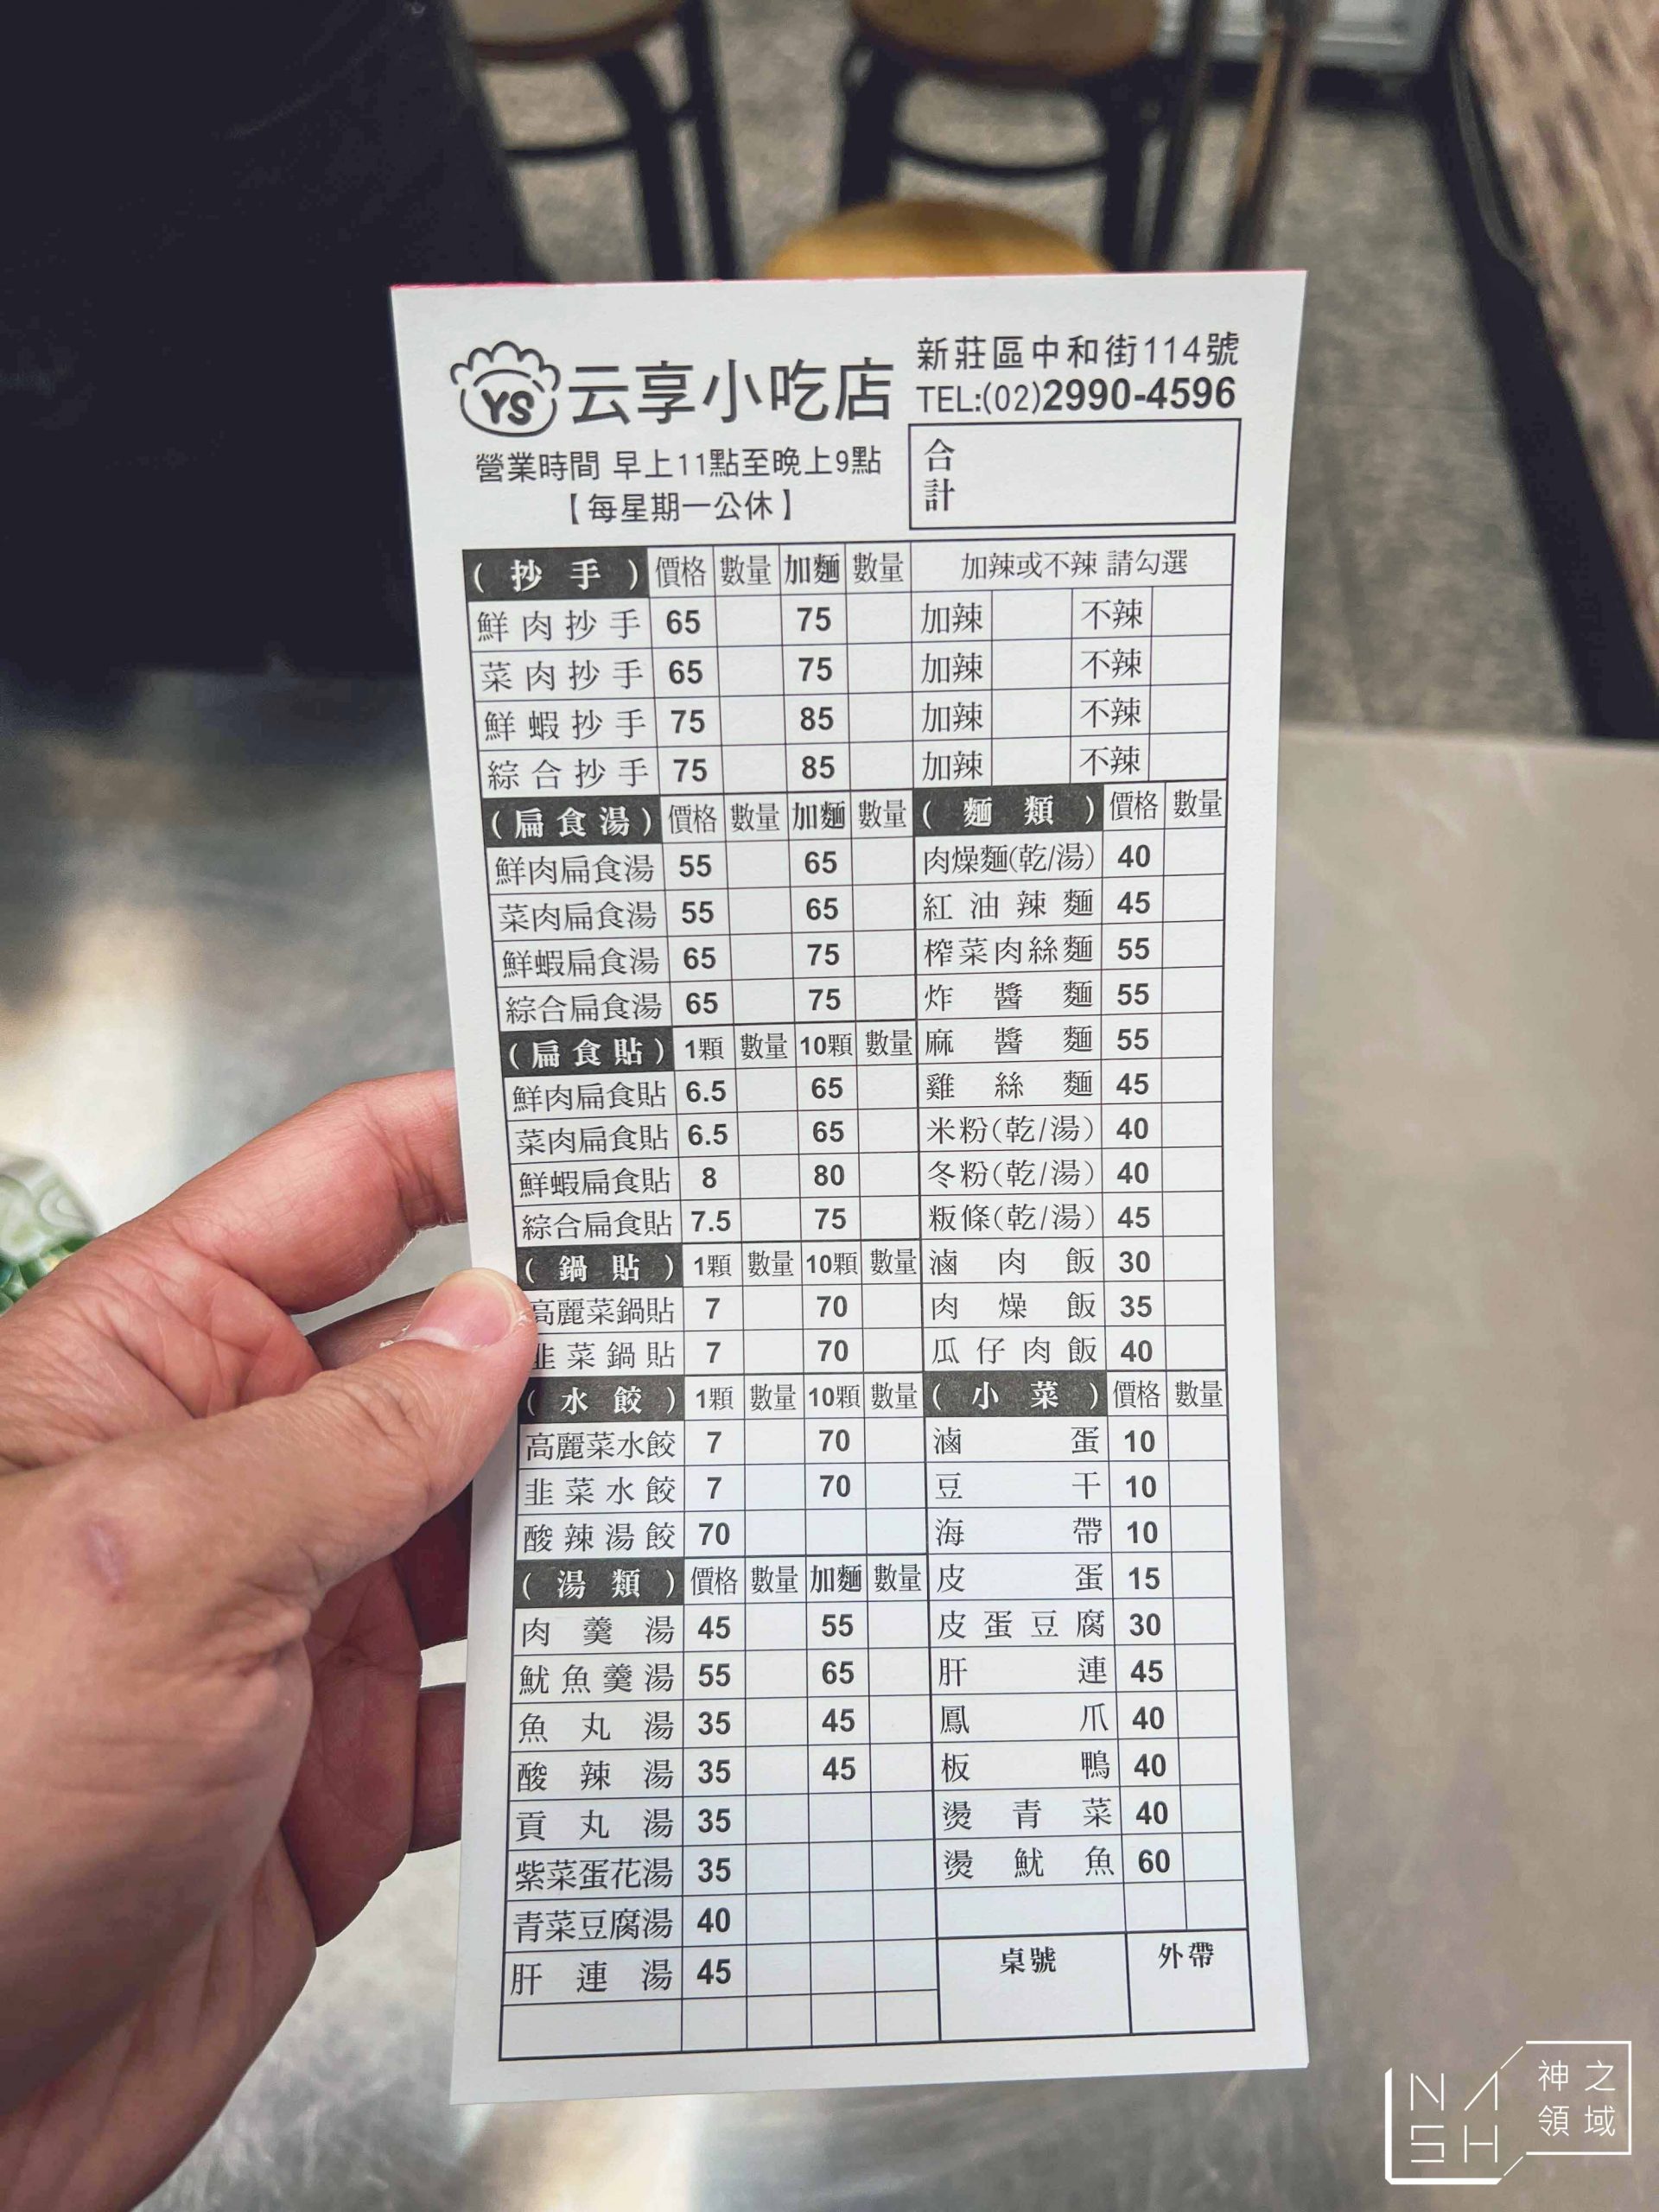 YS 云享小吃店
新莊區中和街114號
TEL:(02)2990-4596
營業時間 早上11點至晚上9點
【每星期一公休】
合計
(抄手) 價格 數量 加麵 數量 加辣或不辣 請勾選
鮮肉抄手 65 75 加辣 不辣
菜肉抄手 65 75 加辣 不辣
鮮蝦抄手 75 85 加辣 不辣
綜合抄手 75 85 加辣 不辣
(扁食湯) 價格 數量 加麵 數量
鮮肉扁食湯 55 65
菜肉扁食湯 55 65
鮮蝦扁食湯 65 75
綜合扁食湯 65 75
(扁食貼) 1顆 數量 10顆 數量
鮮肉扁食貼 6.5 65
菜肉扁食貼 6.5 65
鮮蝦扁食貼 8 80
綜合扁食貼 7.5 75
(鍋貼) 1顆 數量 10顆 數量
高麗菜鍋貼 7 70
韭菜鍋貼 7 70
(水餃) 1顆 數量 10顆 數量
高麗菜水餃 7 70
韭菜水餃 7 70
酸辣湯餃 70
(湯類) 價格 數量 加麵 數量
肉羹湯 45 55
魷魚羹湯 55 65
魚丸湯 35 45
酸辣湯 35 45
貢丸湯 35
紫菜蛋花湯 35
青菜豆腐湯 40
肝連湯 45
(麵類) 價格 數量
肉燥麵(乾/湯) 40
紅油辣麵 45
榨菜肉絲麵 55
炸醬麵 55
麻醬麵 55
雞絲麵 45
米粉(乾/湯) 40
冬粉(乾/湯) 40
粄條(乾/湯) 45
滷肉飯 30
肉燥飯 35
瓜仔肉飯 40
(小菜) 價格 數量
滷蛋 10
豆干 10
海帶 10
皮蛋 15
皮蛋豆腐 30
肝連 45
鳳爪 40
板鴨 40
燙青菜 40
燙魷魚 60
桌號 外帶
NASH
神之領域